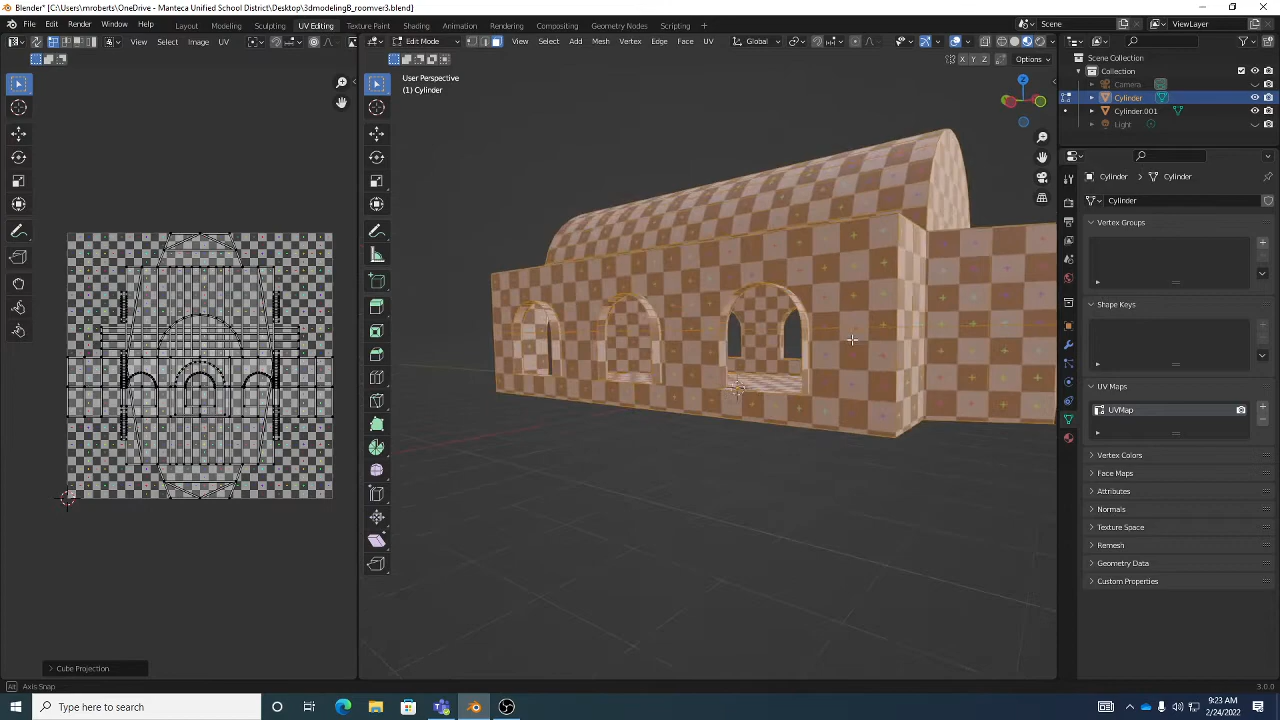 Blender* [C:\Users\mroberts\OneDrive - Manteca Unified School District\Desktop\3dmodeling8_roomver3.blend]
File Edit Render Window Help Layout Modeling Sculpting UV Editing Texture Paint Shading Animation Rendering Compositing Geometry Nodes Scripting + Scene ViewLayer
View Select Image UV Edit Mode View Select Add Mesh Vertex Edge Face UV Global
X Y Z Options
User Perspective
(1) Cylinder
Scene Collection
Collection
Camera
Cylinder
Cylinder.001
Light
Z
Cylinder > Cylinder
Cylinder
Vertex Groups
Shape Keys
UV Maps
UVMap
Vertex Colors
Face Maps
Attributes
Normals
Texture Space
Remesh
Geometry Data
Custom Properties
> Cube Projection
Alt Axis Snap
3.0.0
Type here to search
9:23 AM
2/24/2022